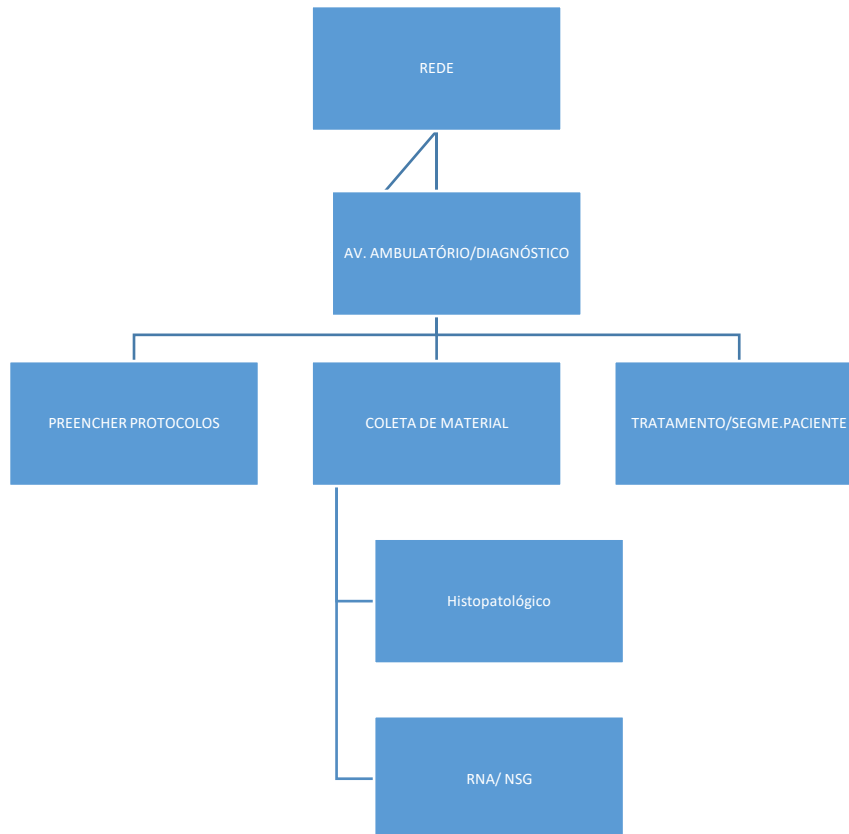 REDE
AV. AMBULATÓRIO/DIAGNÓSTICO
PREENCHER PROTOCOLOS
COLETA DE MATERIAL
TRATAMENTO/SEGME.PACIENTE
Histopatológico
RNA/ NSG